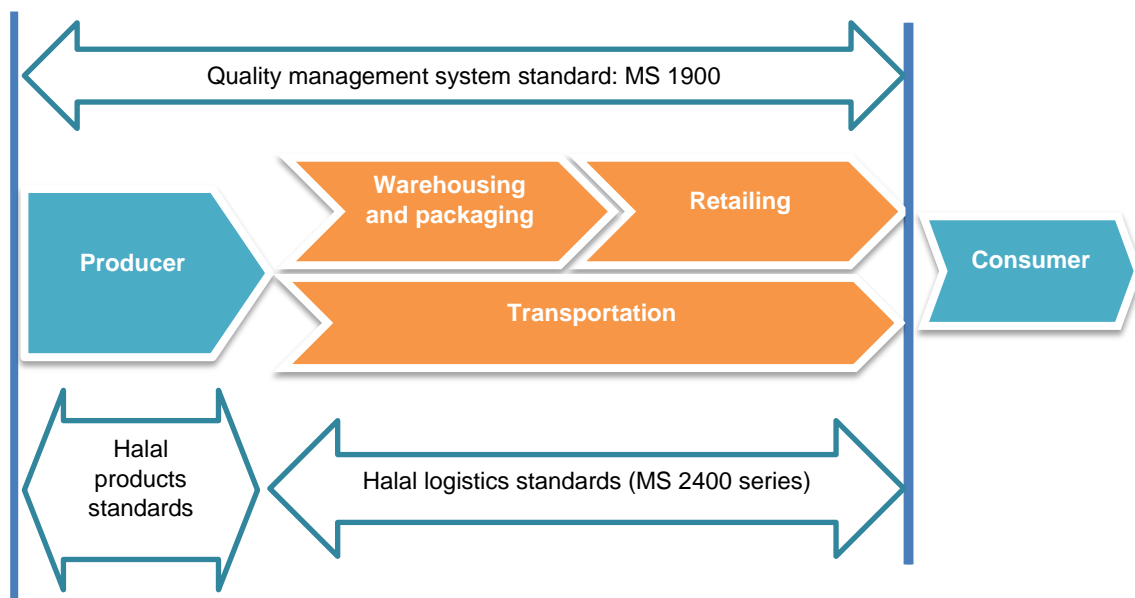 Quality management system standard: MS 1900
Warehousing
and packaging
Retailing
Producer
Consumer
Transportation
Halal
products
standards
Halal logistics standards (MS 2400 series)